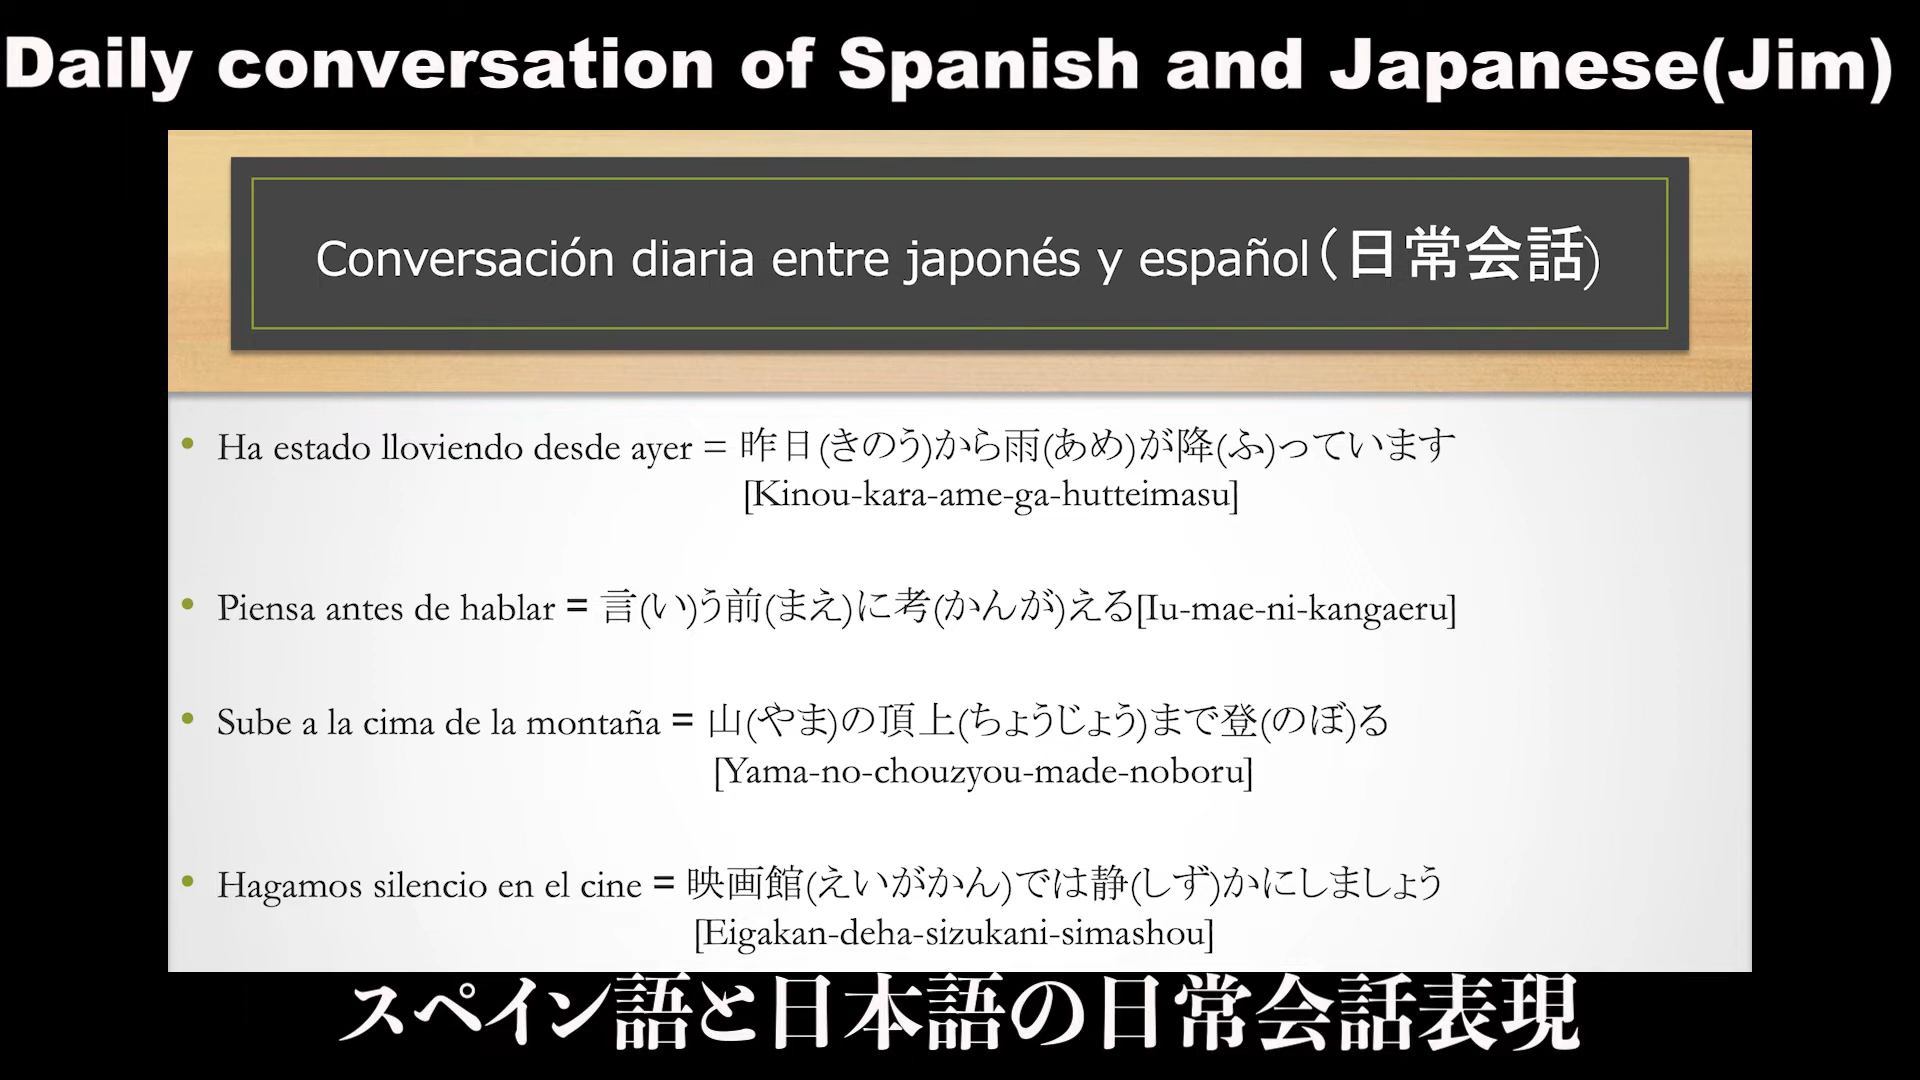 Daily conversation of Spanish and Japanese(Jim)
Conversación diaria entre japonés y español（日常会話)
• Ha estado lloviendo desde ayer = 昨日(きのう)から雨(あめ)が降(ふ)っています
[Kinou-kara-ame-ga-hutteimasu]
• Piensa antes de hablar = 言(い)う前(まえ)に考(かんが)える[Iu-mae-ni-kangaeru]
• Sube a la cima de la montaña = 山(やま)の頂上(ちょうじょう)まで登(のぼ)る
[Yama-no-chouzyou-made-noboru]
• Hagamos silencio en el cine = 映画館(えいがかん)では静(しず)かにしましょう
[Eigakan-deha-sizukani-simashou]
スペイン語と日本語の日常会話表現